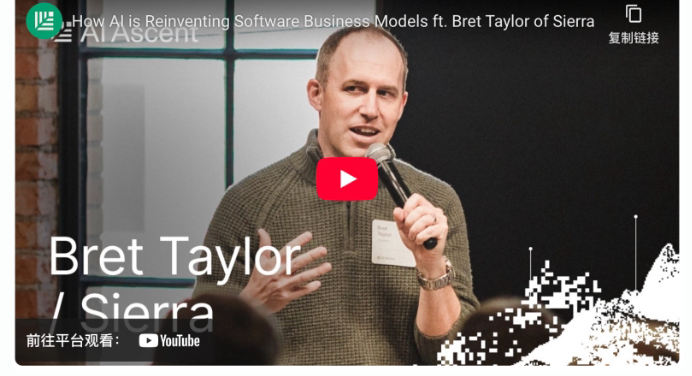 How AI is Reinventing Software Business Models ft. Bret Taylor of Sierra
复制链接
AI Ascent
Bret Taylor
/ Sierra
前往平台观看： YouTube